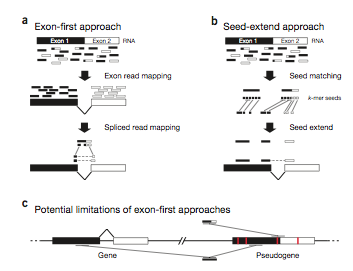 a Exon-first approach
Exon 1 Exon 2 RNA
Exon read mapping
Spliced read mapping
b Seed-extend approach
Exon 1 Exon 2 RNA
Seed matching
k-mer seeds
Seed extend
c Potential limitations of exon-first approaches
Gene Pseudogene